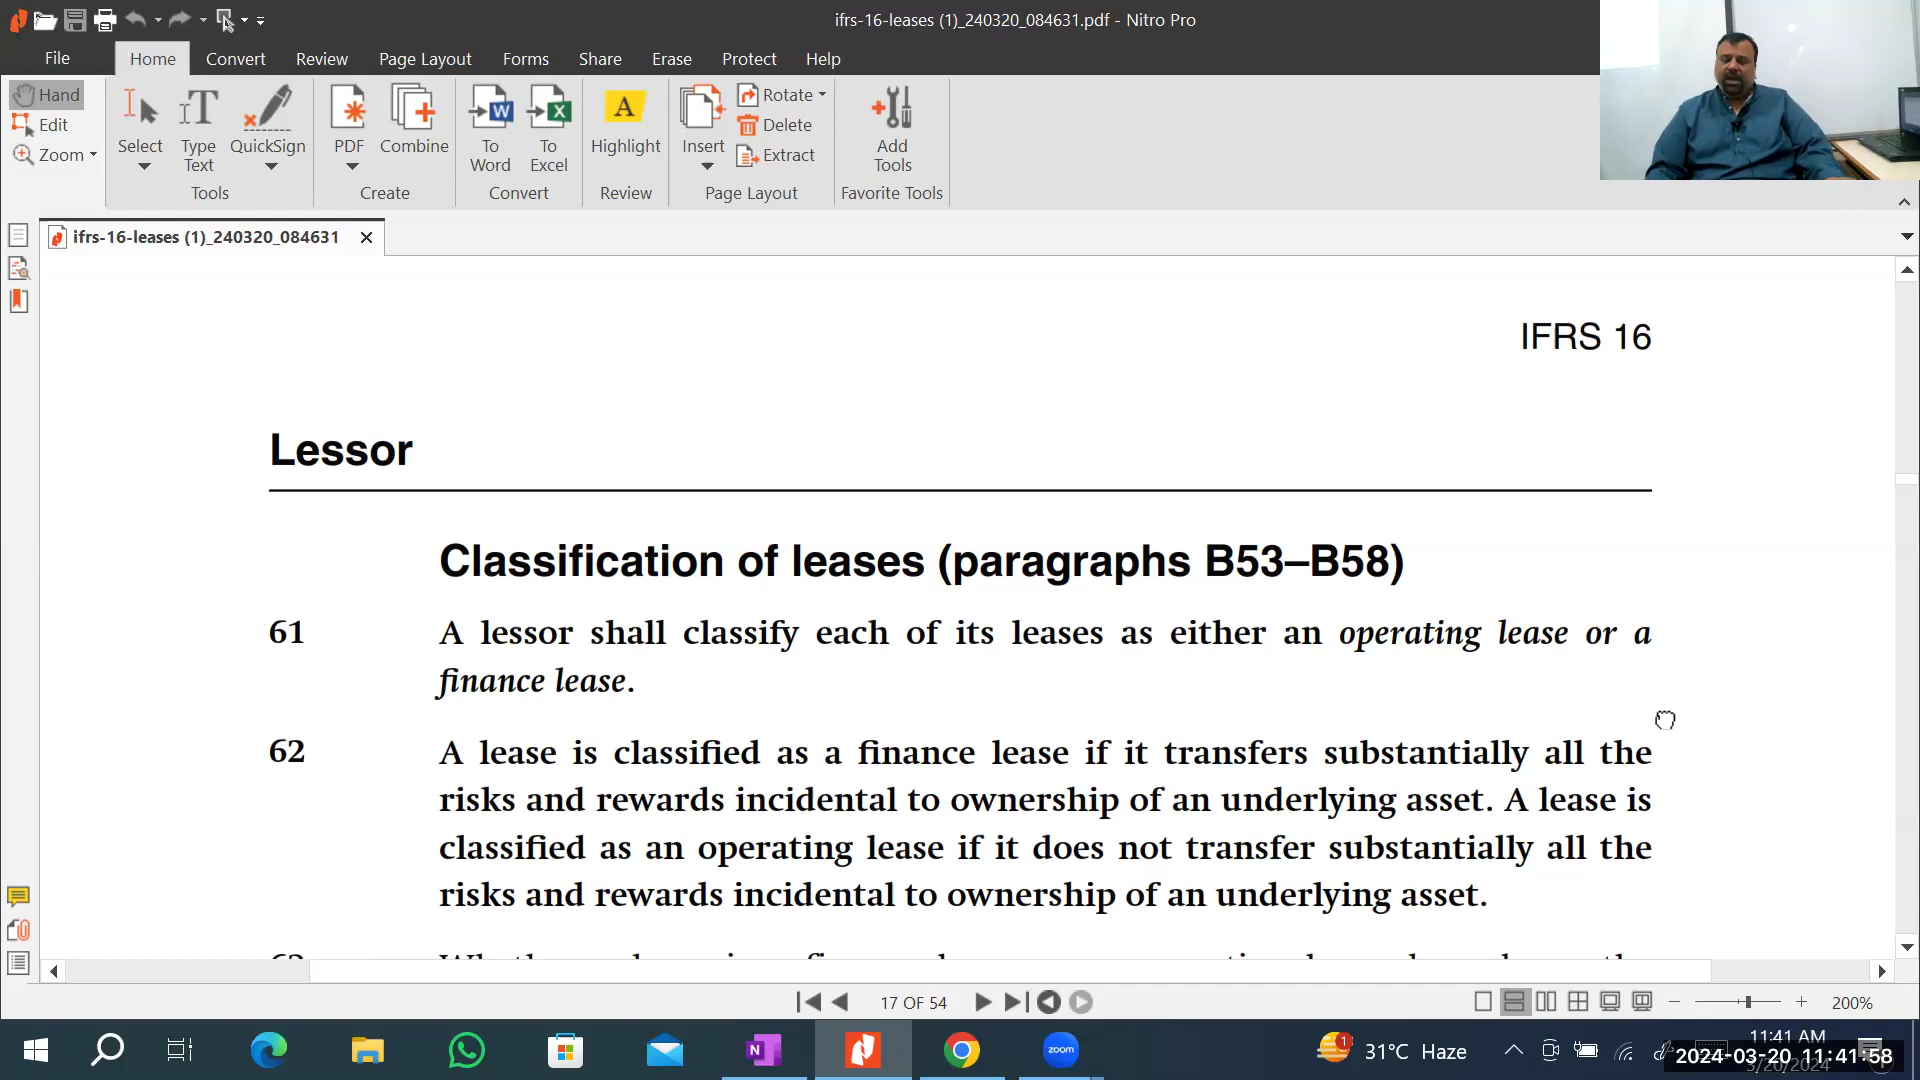 ifrs-16-leases (1)_240320_084631.pdf - Nitro Pro
File Home Convert Review Page Layout Forms Share Erase Protect Help
Hand
Edit
Zoom
Select
Type Text
QuickSign
Tools
PDF
Combine
Create
To Word
To Excel
Convert
Highlight
Review
Insert
Rotate
Delete
Extract
Page Layout
Add Tools
Favorite Tools
ifrs-16-leases (1)_240320_084631
IFRS 16
Lessor
Classification of leases (paragraphs B53–B58)
61 A lessor shall classify each of its leases as either an operating lease or a
finance lease.
62 A lease is classified as a finance lease if it transfers substantially all the
risks and rewards incidental to ownership of an underlying asset. A lease is
classified as an operating lease if it does not transfer substantially all the
risks and rewards incidental to ownership of an underlying asset.
17 OF 54
200%
zoom
31°C Haze
11:41 AM
2024-03-20 11:41:58
3/20/2024